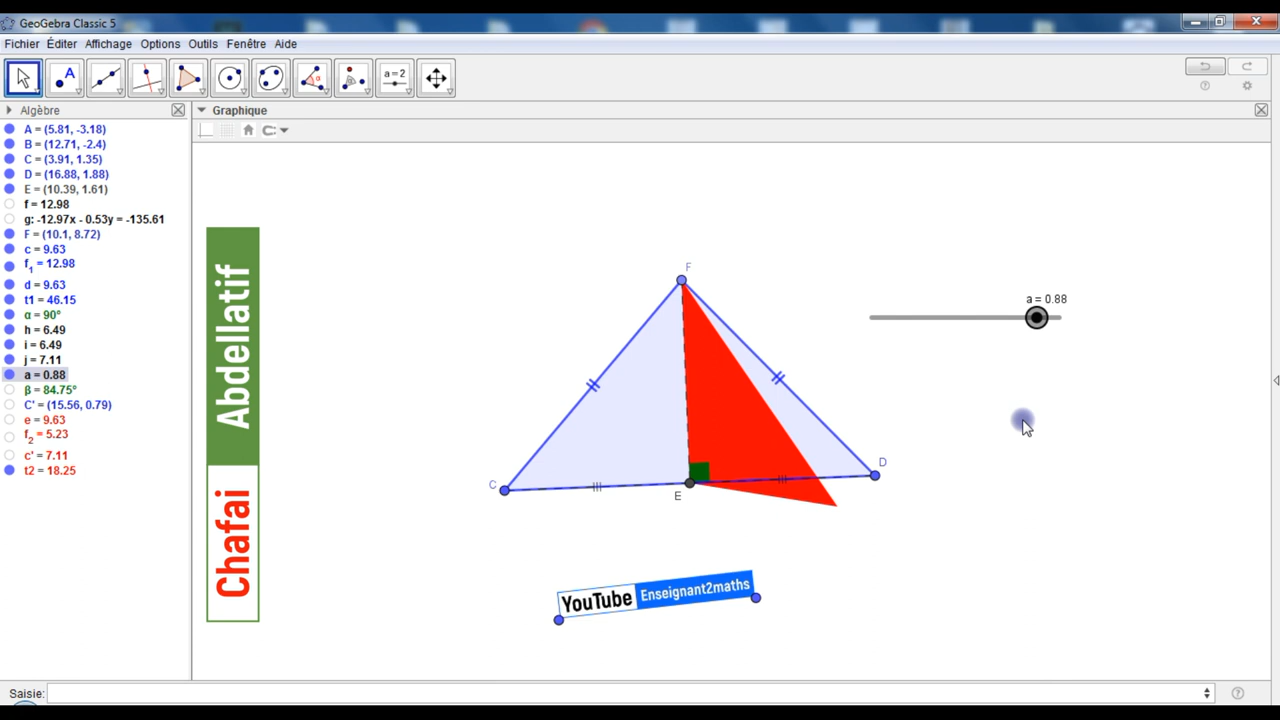 GeoGebra Classic 5
Fichier Éditer Affichage Options Outils Fenêtre Aide
A
α
a = 2
Algèbre
Graphique
A = (5.81, -3.18)
B = (12.71, -2.4)
C = (3.91, 1.35)
D = (16.88, 1.88)
E = (10.39, 1.61)
f = 12.98
g: -12.97x - 0.53y = -135.61
F = (10.1, 8.72)
c = 9.63
f₁ = 12.98
d = 9.63
t1 = 46.15
α = 90°
h = 6.49
i = 6.49
j = 7.11
a = 0.88
β = 84.75°
C' = (15.56, 0.79)
e = 9.63
f₂ = 5.23
c' = 7.11
t2 = 18.25
Abdellatif
Chafai
F
a = 0.88
C
D
E
YouTube Enseignant2maths
Saisie: